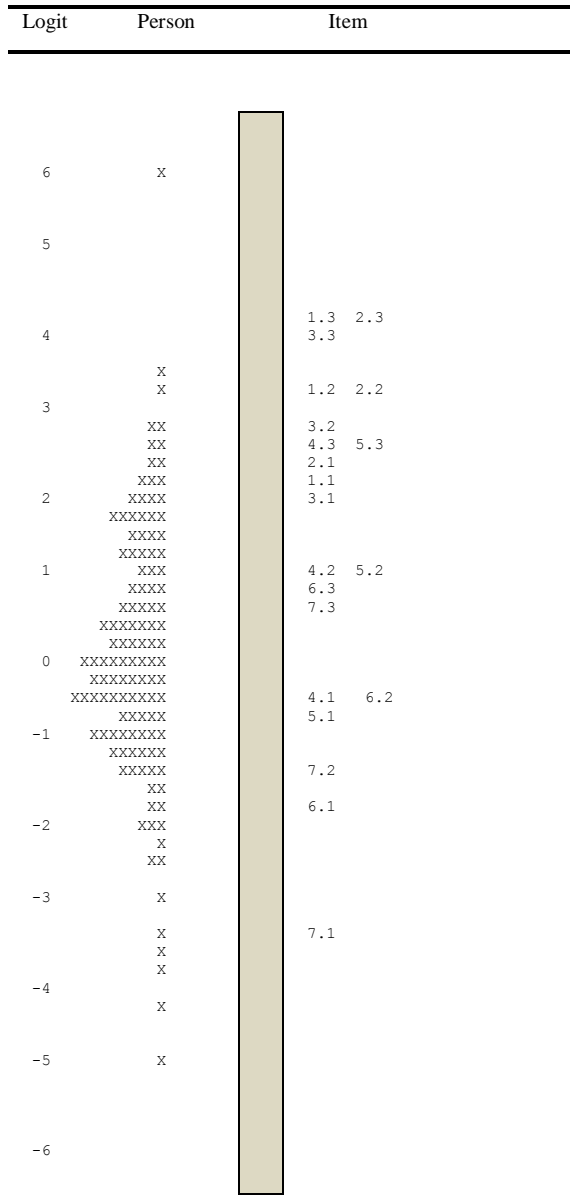 Logit Person Item
6 X
5
1.3 2.3
4 3.3
X
X 1.2 2.2
3
XX 3.2
XX 4.3 5.3
XX 2.1
XXX 1.1
2 XXXX 3.1
XXXXXX
XXXX
XXXXX
1 XXX 4.2 5.2
XXXX 6.3
XXXXX 7.3
XXXXXXX
XXXXXX
0 XXXXXXXXX
XXXXXXXX
XXXXXXXXXX 4.1 6.2
XXXXX 5.1
-1 XXXXXXXX
XXXXXX
XXXXX 7.2
XX
XX 6.1
-2 XXX
X
XX
-3 X
X 7.1
X
X
-4
X
-5 X
-6